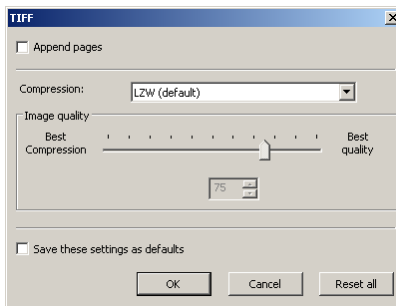 TIFF
Append pages
Compression:
LZW (default)
Image quality
Best
Compression
Best
quality
75
Save these settings as defaults
OK
Cancel
Reset all